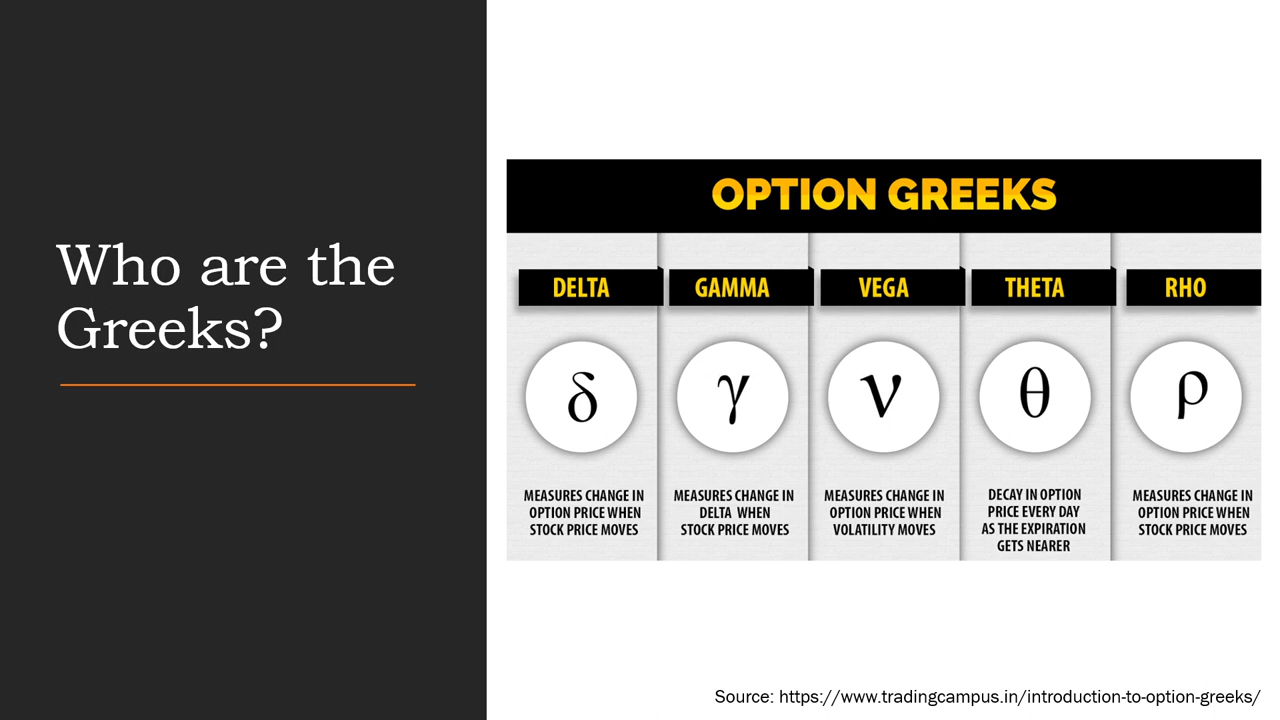 Who are the
Greeks?
OPTION GREEKS
DELTA
δ
MEASURES CHANGE IN
OPTION PRICE WHEN
STOCK PRICE MOVES
GAMMA
γ
MEASURES CHANGE IN
DELTA WHEN
STOCK PRICE MOVES
VEGA
ν
MEASURES CHANGE IN
OPTION PRICE WHEN
VOLATILITY MOVES
THETA
θ
DECAY IN OPTION
PRICE EVERY DAY
AS THE EXPIRATION
GETS NEARER
RHO
ρ
MEASURES CHANGE IN
OPTION PRICE WHEN
STOCK PRICE MOVES
Source: https://www.tradingcampus.in/introduction-to-option-greeks/